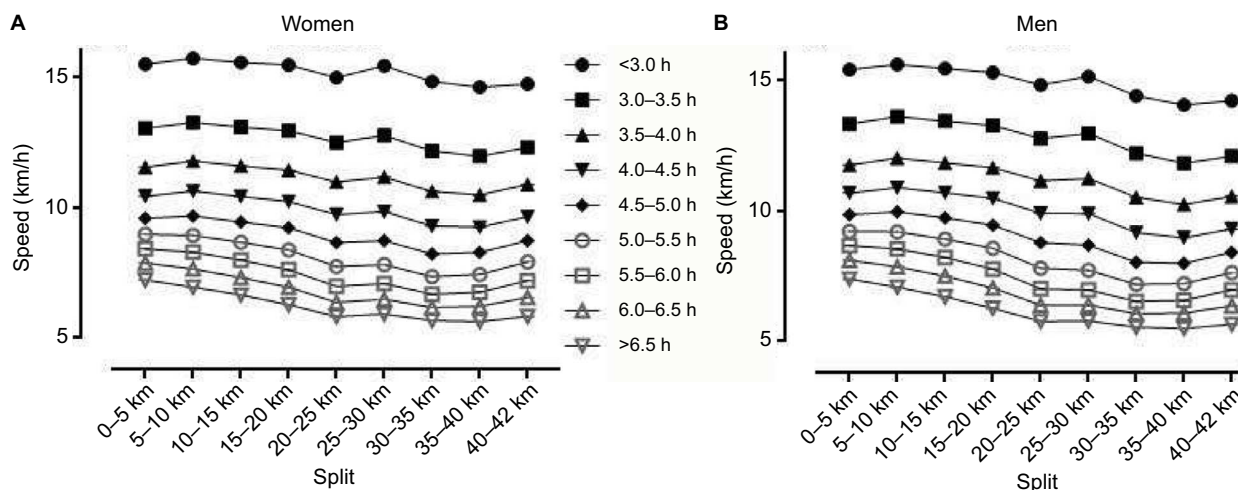 A
Women
15
10
5
Speed (km/h)
0–5 km
5–10 km
10–15 km
15–20 km
20–25 km
25–30 km
30–35 km
35–40 km
40–42 km
Split
<3.0 h
3.0–3.5 h
3.5–4.0 h
4.0–4.5 h
4.5–5.0 h
5.0–5.5 h
5.5–6.0 h
6.0–6.5 h
>6.5 h
B
Men
15
10
5
Speed (km/h)
0–5 km
5–10 km
10–15 km
15–20 km
20–25 km
25–30 km
30–35 km
35–40 km
40–42 km
Split